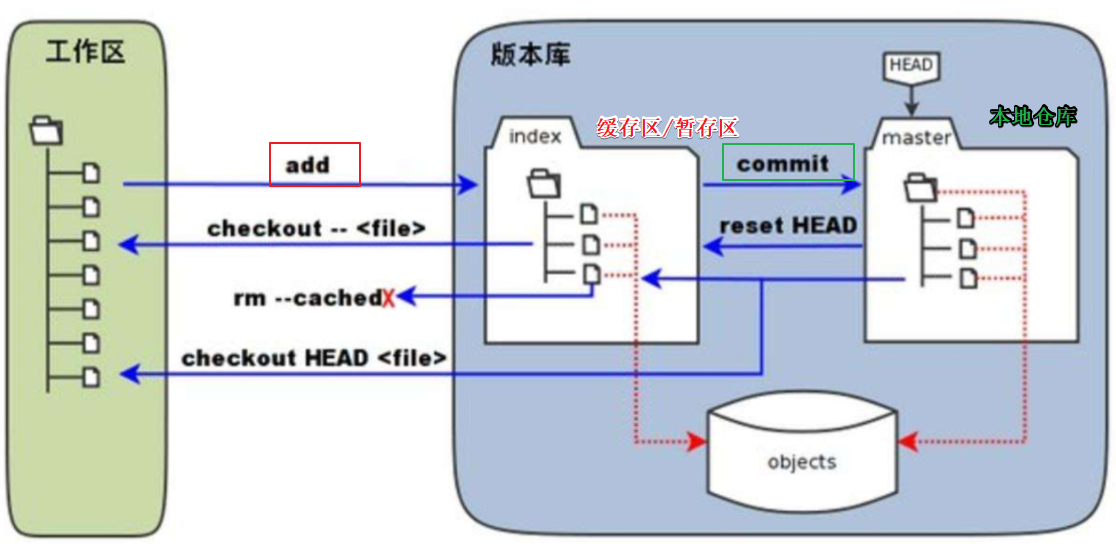 工作区
版本库
HEAD
本地仓库
index
缓存区/暂存区
master
add
commit
checkout -- <file>
reset HEAD
rm --cachedX
checkout HEAD <file>
objects